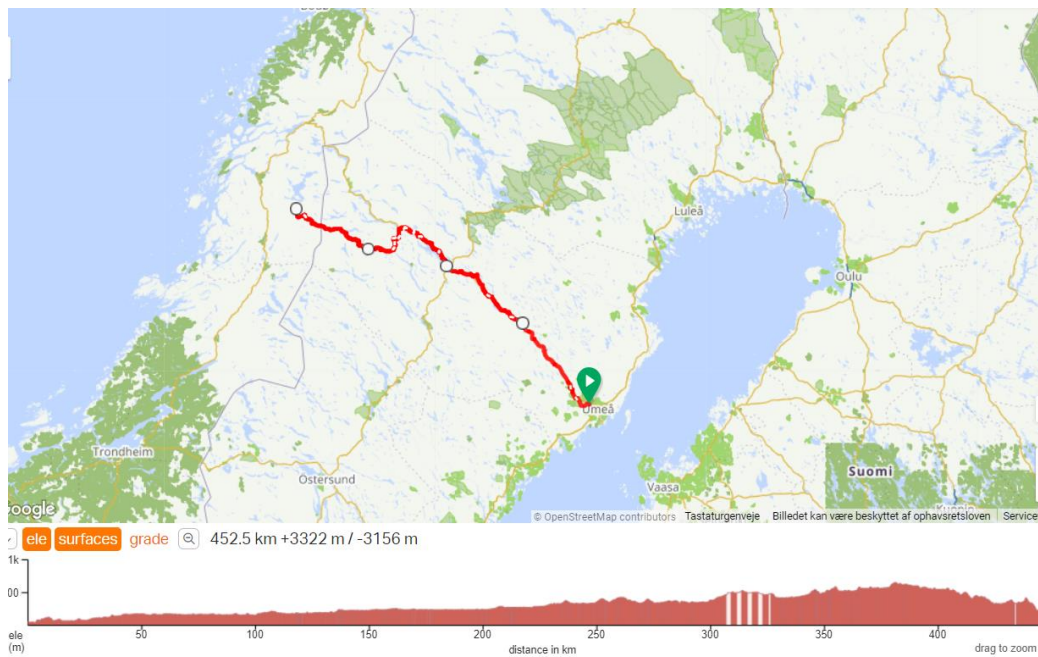 Luleå
Oulu
Umeå
Trondheim
Östersund
Vaasa
Suomi
Google
© OpenStreetMap contributors Tastaturgenveje Billedet kan være beskyttet af ophavsretsloven Service
ele surfaces grade 452.5 km +3322 m / -3156 m
1k
00
ele
(m)
50 100 150 200 250 300 350 400
distance in km
drag to zoom